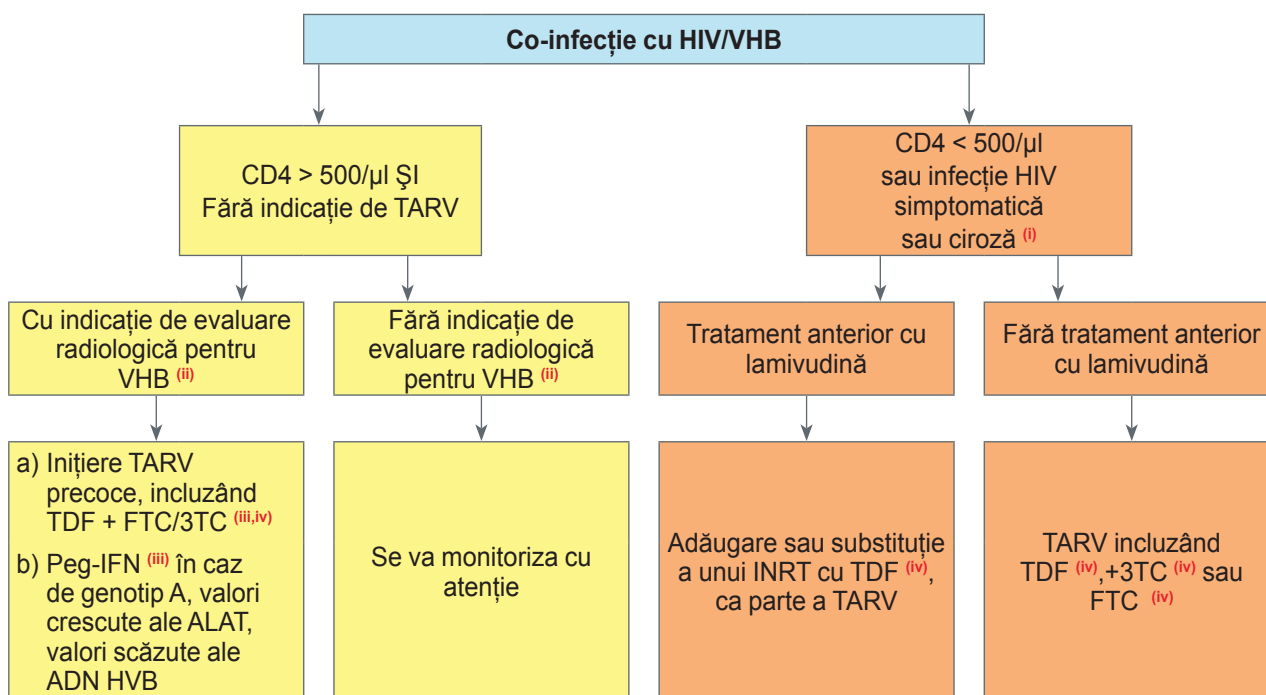 Co-infecție cu HIV/VHB
CD4 > 500/µl ŞI
Fără indicație de TARV
CD4 < 500/µl
sau infecție HIV
simptomatică
sau ciroză (i)
Cu indicație de evaluare
radiologică pentru
VHB (ii)
Fără indicație de
evaluare radiologică
pentru VHB (ii)
Tratament anterior cu
lamivudină
Fără tratament anterior
cu lamivudină
a) Inițiere TARV
precoce, incluzând
TDF + FTC/3TC (iii,iv)
b) Peg-IFN (iii) în caz
de genotip A, valori
crescute ale ALAT,
valori scăzute ale
ADN HVB
Se va monitoriza cu
atenție
Adăugare sau substituție
a unui INRT cu TDF (iv),
ca parte a TARV
TARV incluzând
TDF (iv),+3TC (iv) sau
FTC (iv)